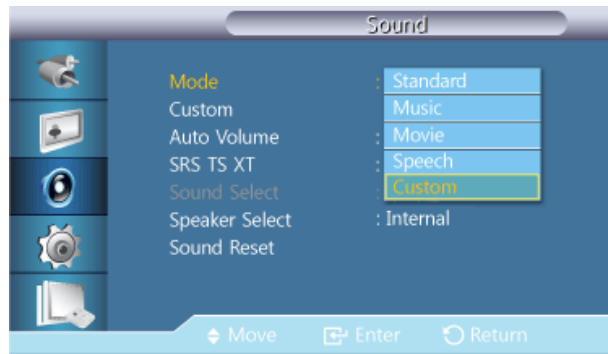 Sound
Mode : Standard
Custom Music
Auto Volume : Movie
SRS TS XT : Speech
Sound Select : Custom
Speaker Select : Internal
Sound Reset
Move Enter Return